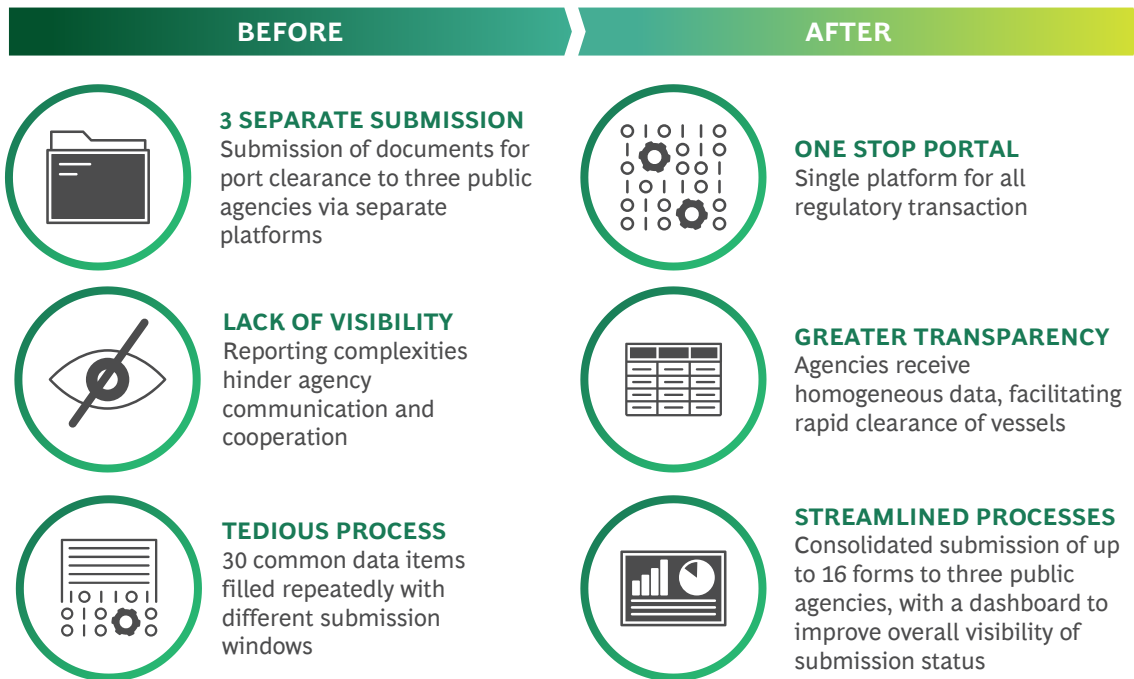 BEFORE
AFTER
3 SEPARATE SUBMISSION
Submission of documents for
port clearance to three public
agencies via separate
platforms
ONE STOP PORTAL
Single platform for all
regulatory transaction
LACK OF VISIBILITY
Reporting complexities
hinder agency
communication and
cooperation
GREATER TRANSPARENCY
Agencies receive
homogeneous data, facilitating
rapid clearance of vessels
TEDIOUS PROCESS
30 common data items
filled repeatedly with
different submission
windows
STREAMLINED PROCESSES
Consolidated submission of up
to 16 forms to three public
agencies, with a dashboard to
improve overall visibility of
submission status